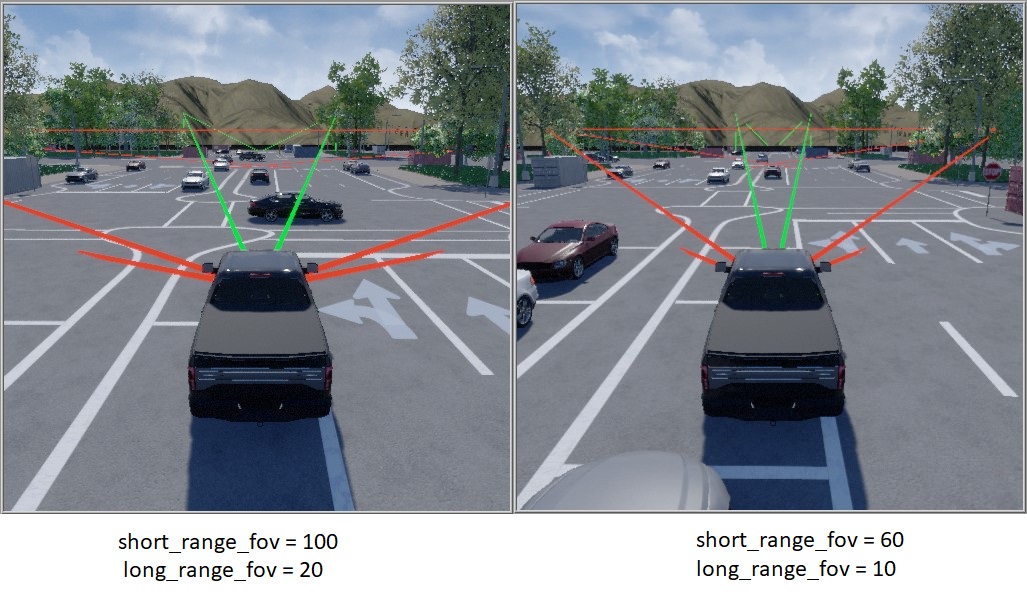 short_range_fov = 100
long_range_fov = 20
short_range_fov = 60
long_range_fov = 10